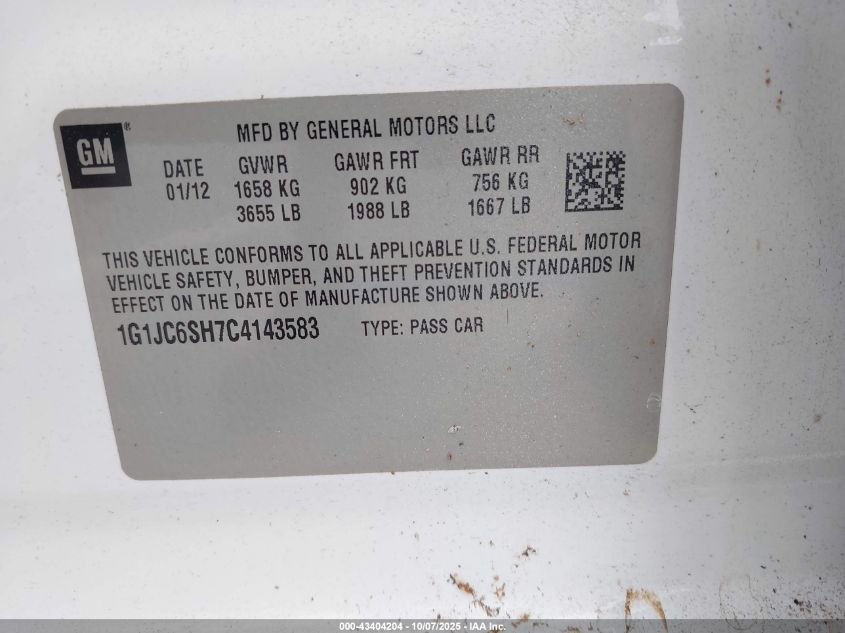 GM®
MFD BY GENERAL MOTORS LLC
DATE GVWR GAWR FRT GAWR RR
01/12 1658 KG 902 KG 756 KG
3655 LB 1988 LB 1667 LB
THIS VEHICLE CONFORMS TO ALL APPLICABLE U.S. FEDERAL MOTOR
VEHICLE SAFETY, BUMPER, AND THEFT PREVENTION STANDARDS IN
EFFECT ON THE DATE OF MANUFACTURE SHOWN ABOVE.
1G1JC6SH7C4143583 TYPE: PASS CAR
000-43404204 - 10/07/2025 - IAA Inc.